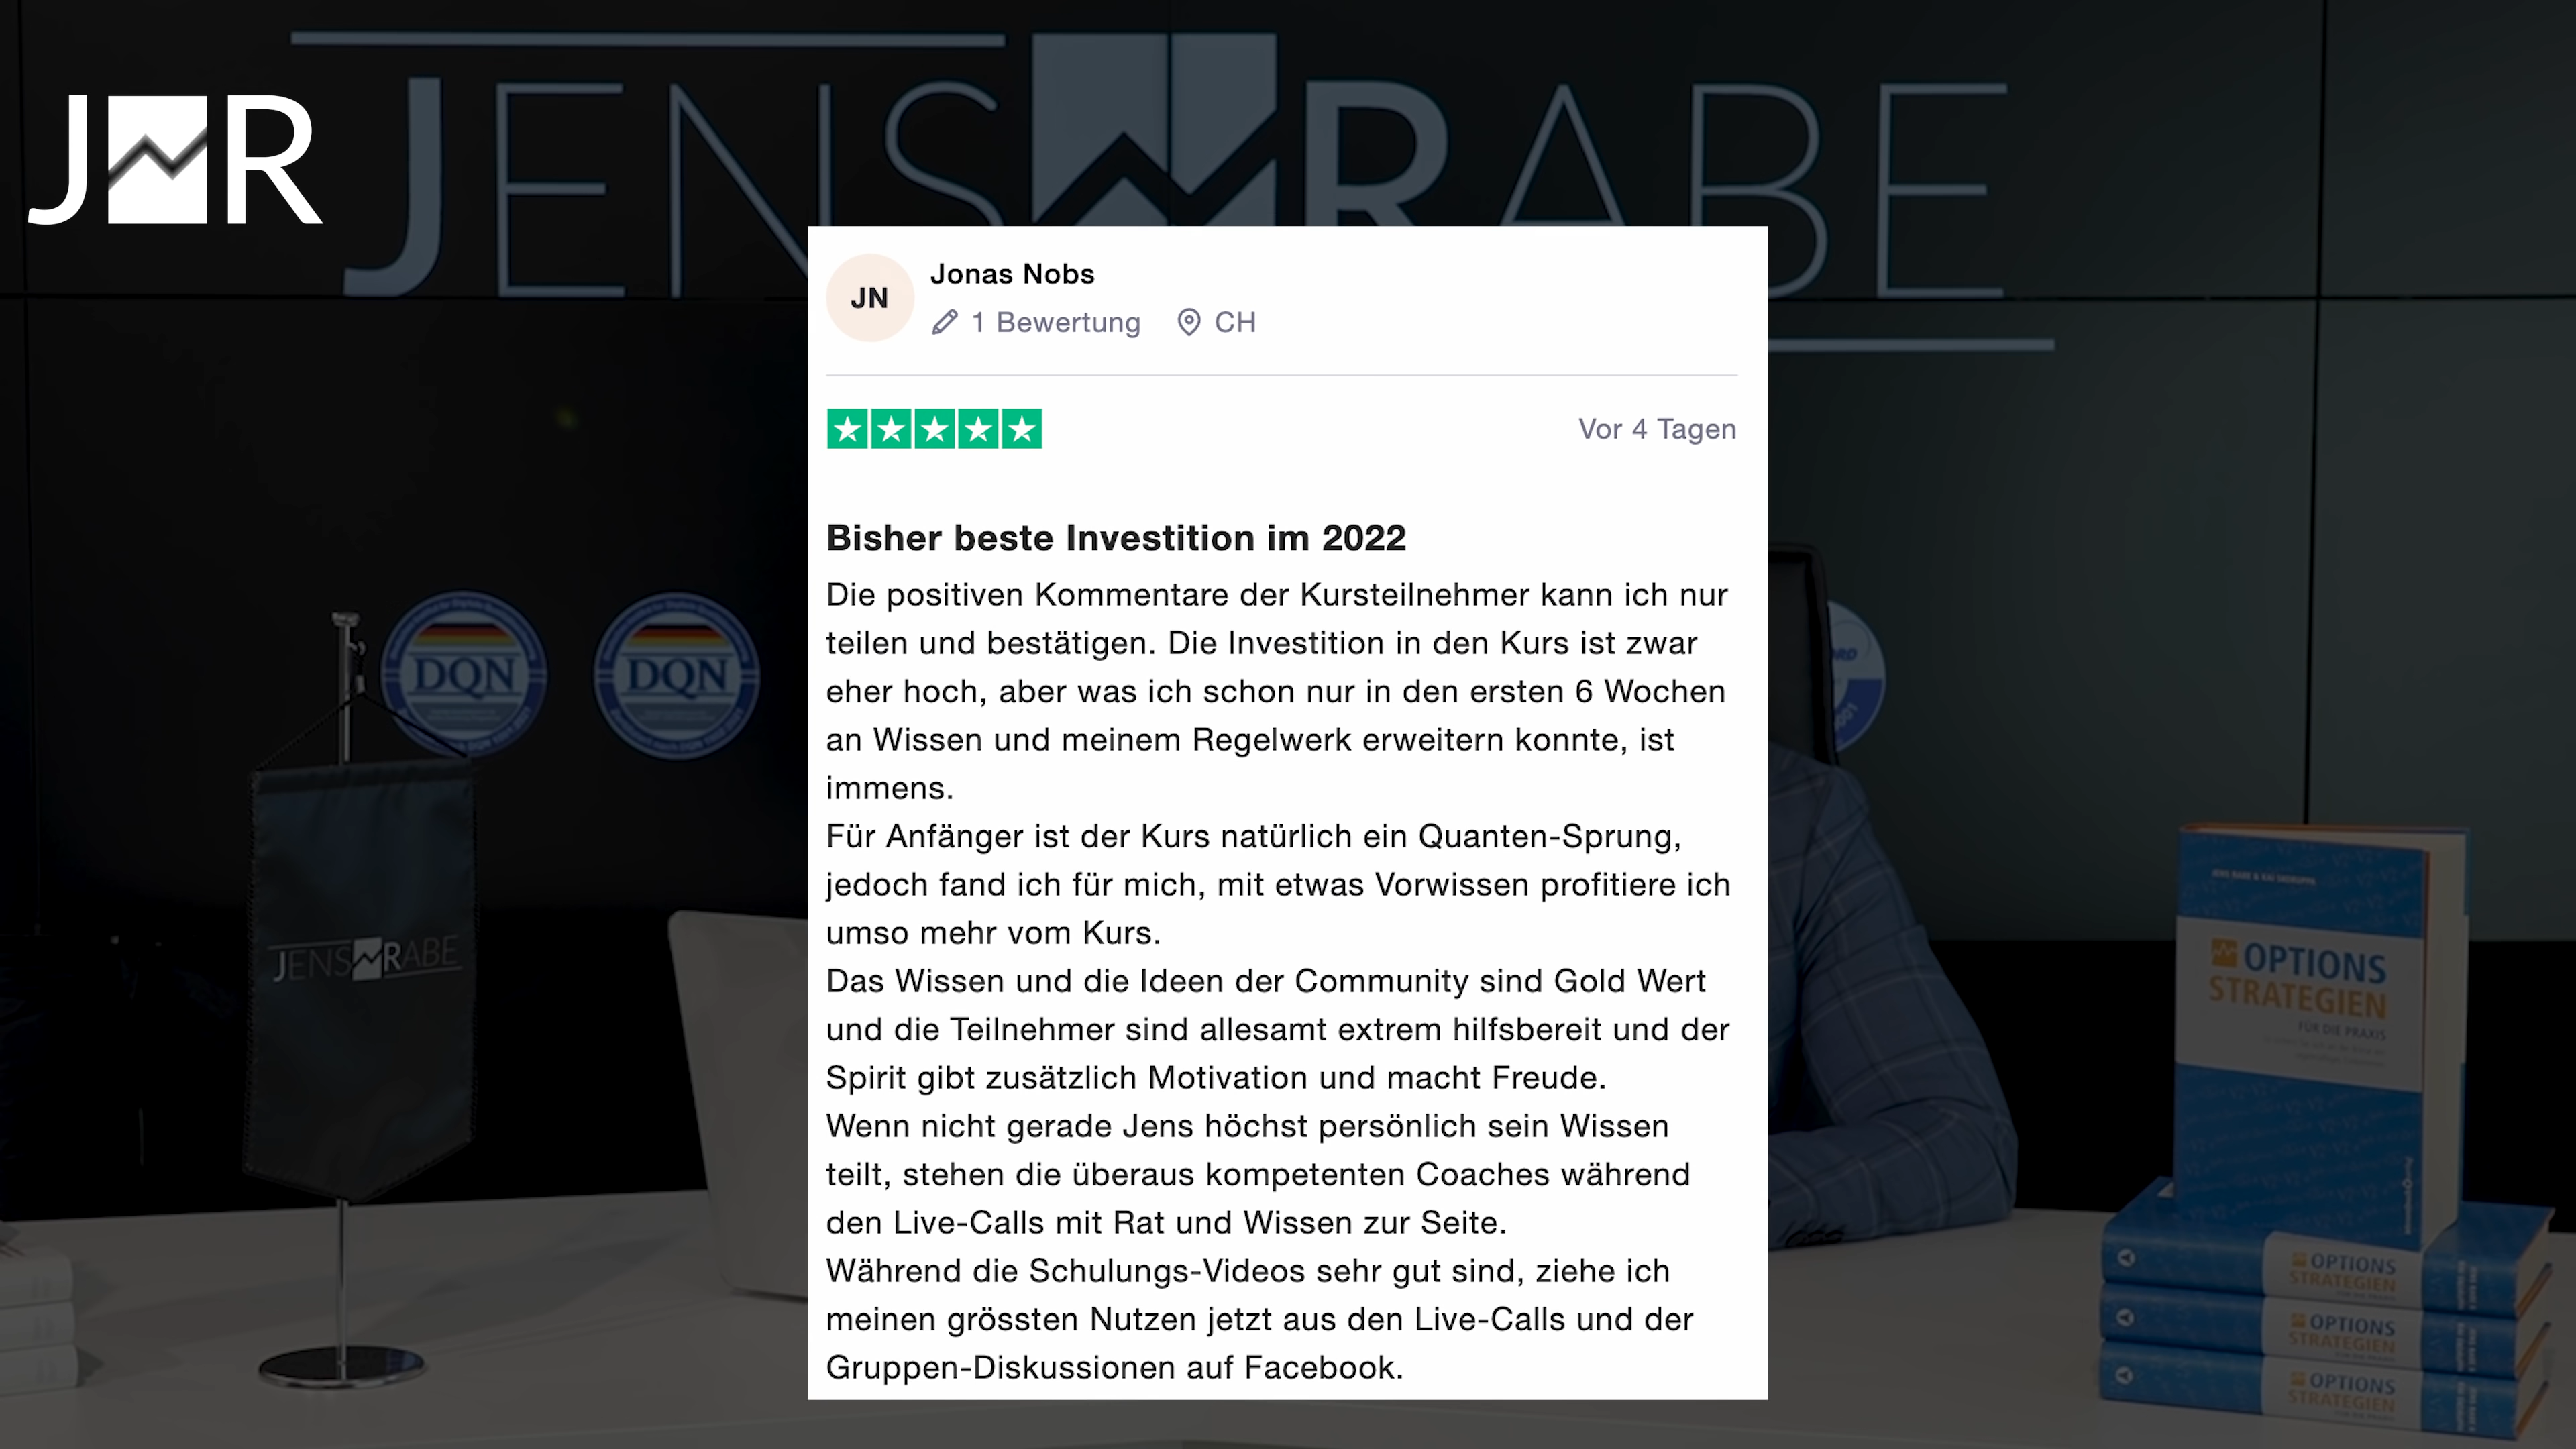 JENS RABE
J R
JN
Jonas Nobs
1 Bewertung CH
Vor 4 Tagen
Bisher beste Investition im 2022
Die positiven Kommentare der Kursteilnehmer kann ich nur
teilen und bestätigen. Die Investition in den Kurs ist zwar
eher hoch, aber was ich schon nur in den ersten 6 Wochen
an Wissen und meinem Regelwerk erweitern konnte, ist
immens.
Für Anfänger ist der Kurs natürlich ein Quanten-Sprung,
jedoch fand ich für mich, mit etwas Vorwissen profitiere ich
umso mehr vom Kurs.
Das Wissen und die Ideen der Community sind Gold Wert
und die Teilnehmer sind allesamt extrem hilfsbereit und der
Spirit gibt zusätzlich Motivation und macht Freude.
Wenn nicht gerade Jens höchst persönlich sein Wissen
teilt, stehen die überaus kompetenten Coaches während
den Live-Calls mit Rat und Wissen zur Seite.
Während die Schulungs-Videos sehr gut sind, ziehe ich
meinen grössten Nutzen jetzt aus den Live-Calls und der
Gruppen-Diskussionen auf Facebook.
DQN
DQN
JENS RABE
OPTIONS
STRATEGIEN
FÜR DIE PRAXIS
OPTIONS
STRATEGIEN
OPTIONS
STRATEGIEN
OPTIONS
STRATEGIEN